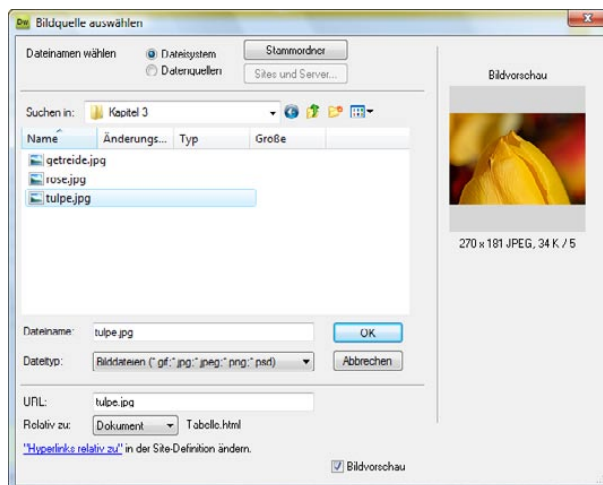 Dw Bildquelle auswählen
Dateinamen wählen
Dateisystem
Datenquellen
Stammordner
Sites und Server...
Suchen in: Kapitel 3
Name Änderungs... Typ Größe
getreide.jpg
rose.jpg
tulpe.jpg
Dateiname: tulpe.jpg OK
Dateityp: Bilddateien (*.gif;*.jpg;*.jpeg;*.png;*.psd) Abbrechen
URL: tulpe.jpg
Relativ zu: Dokument Tabelle.html
"Hyperlinks relativ zu" in der Site-Definition ändern.
Bildvorschau
Bildvorschau
270 x 181 JPEG, 34 K / 5